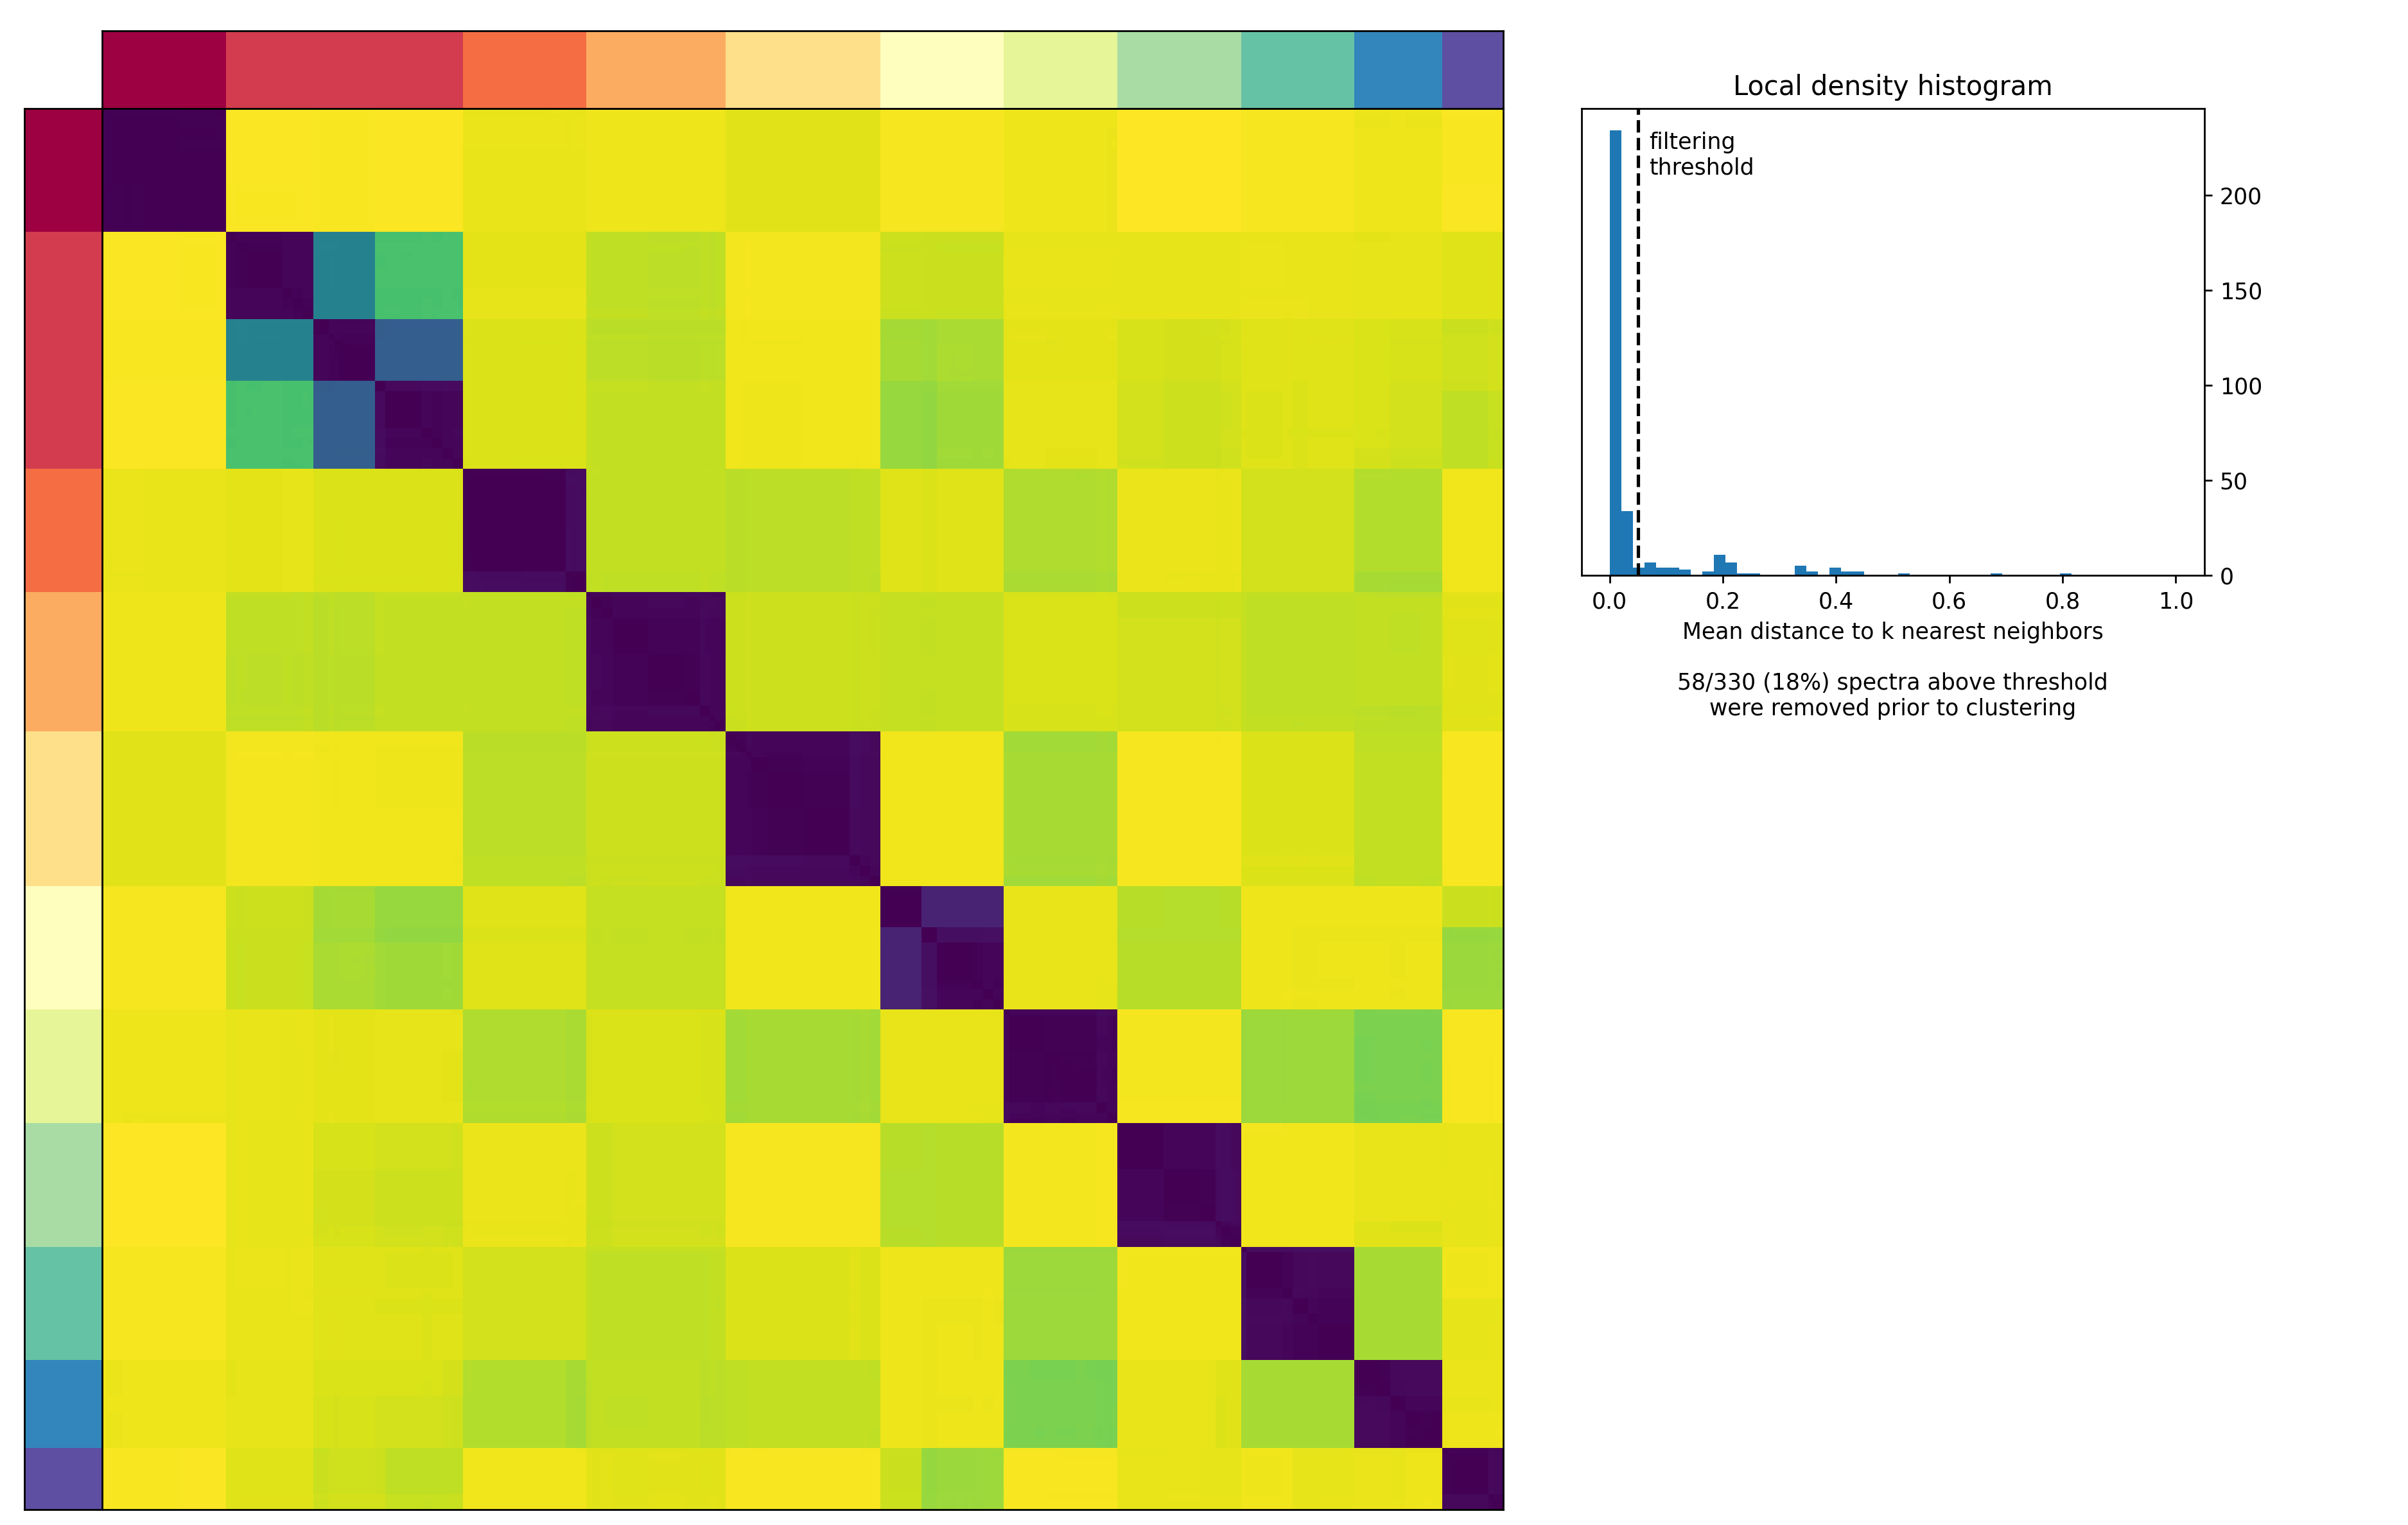 Local density histogram
filtering
threshold
200
150
100
50
0
0.0 0.2 0.4 0.6 0.8 1.0
Mean distance to k nearest neighbors
58/330 (18%) spectra above threshold
were removed prior to clustering